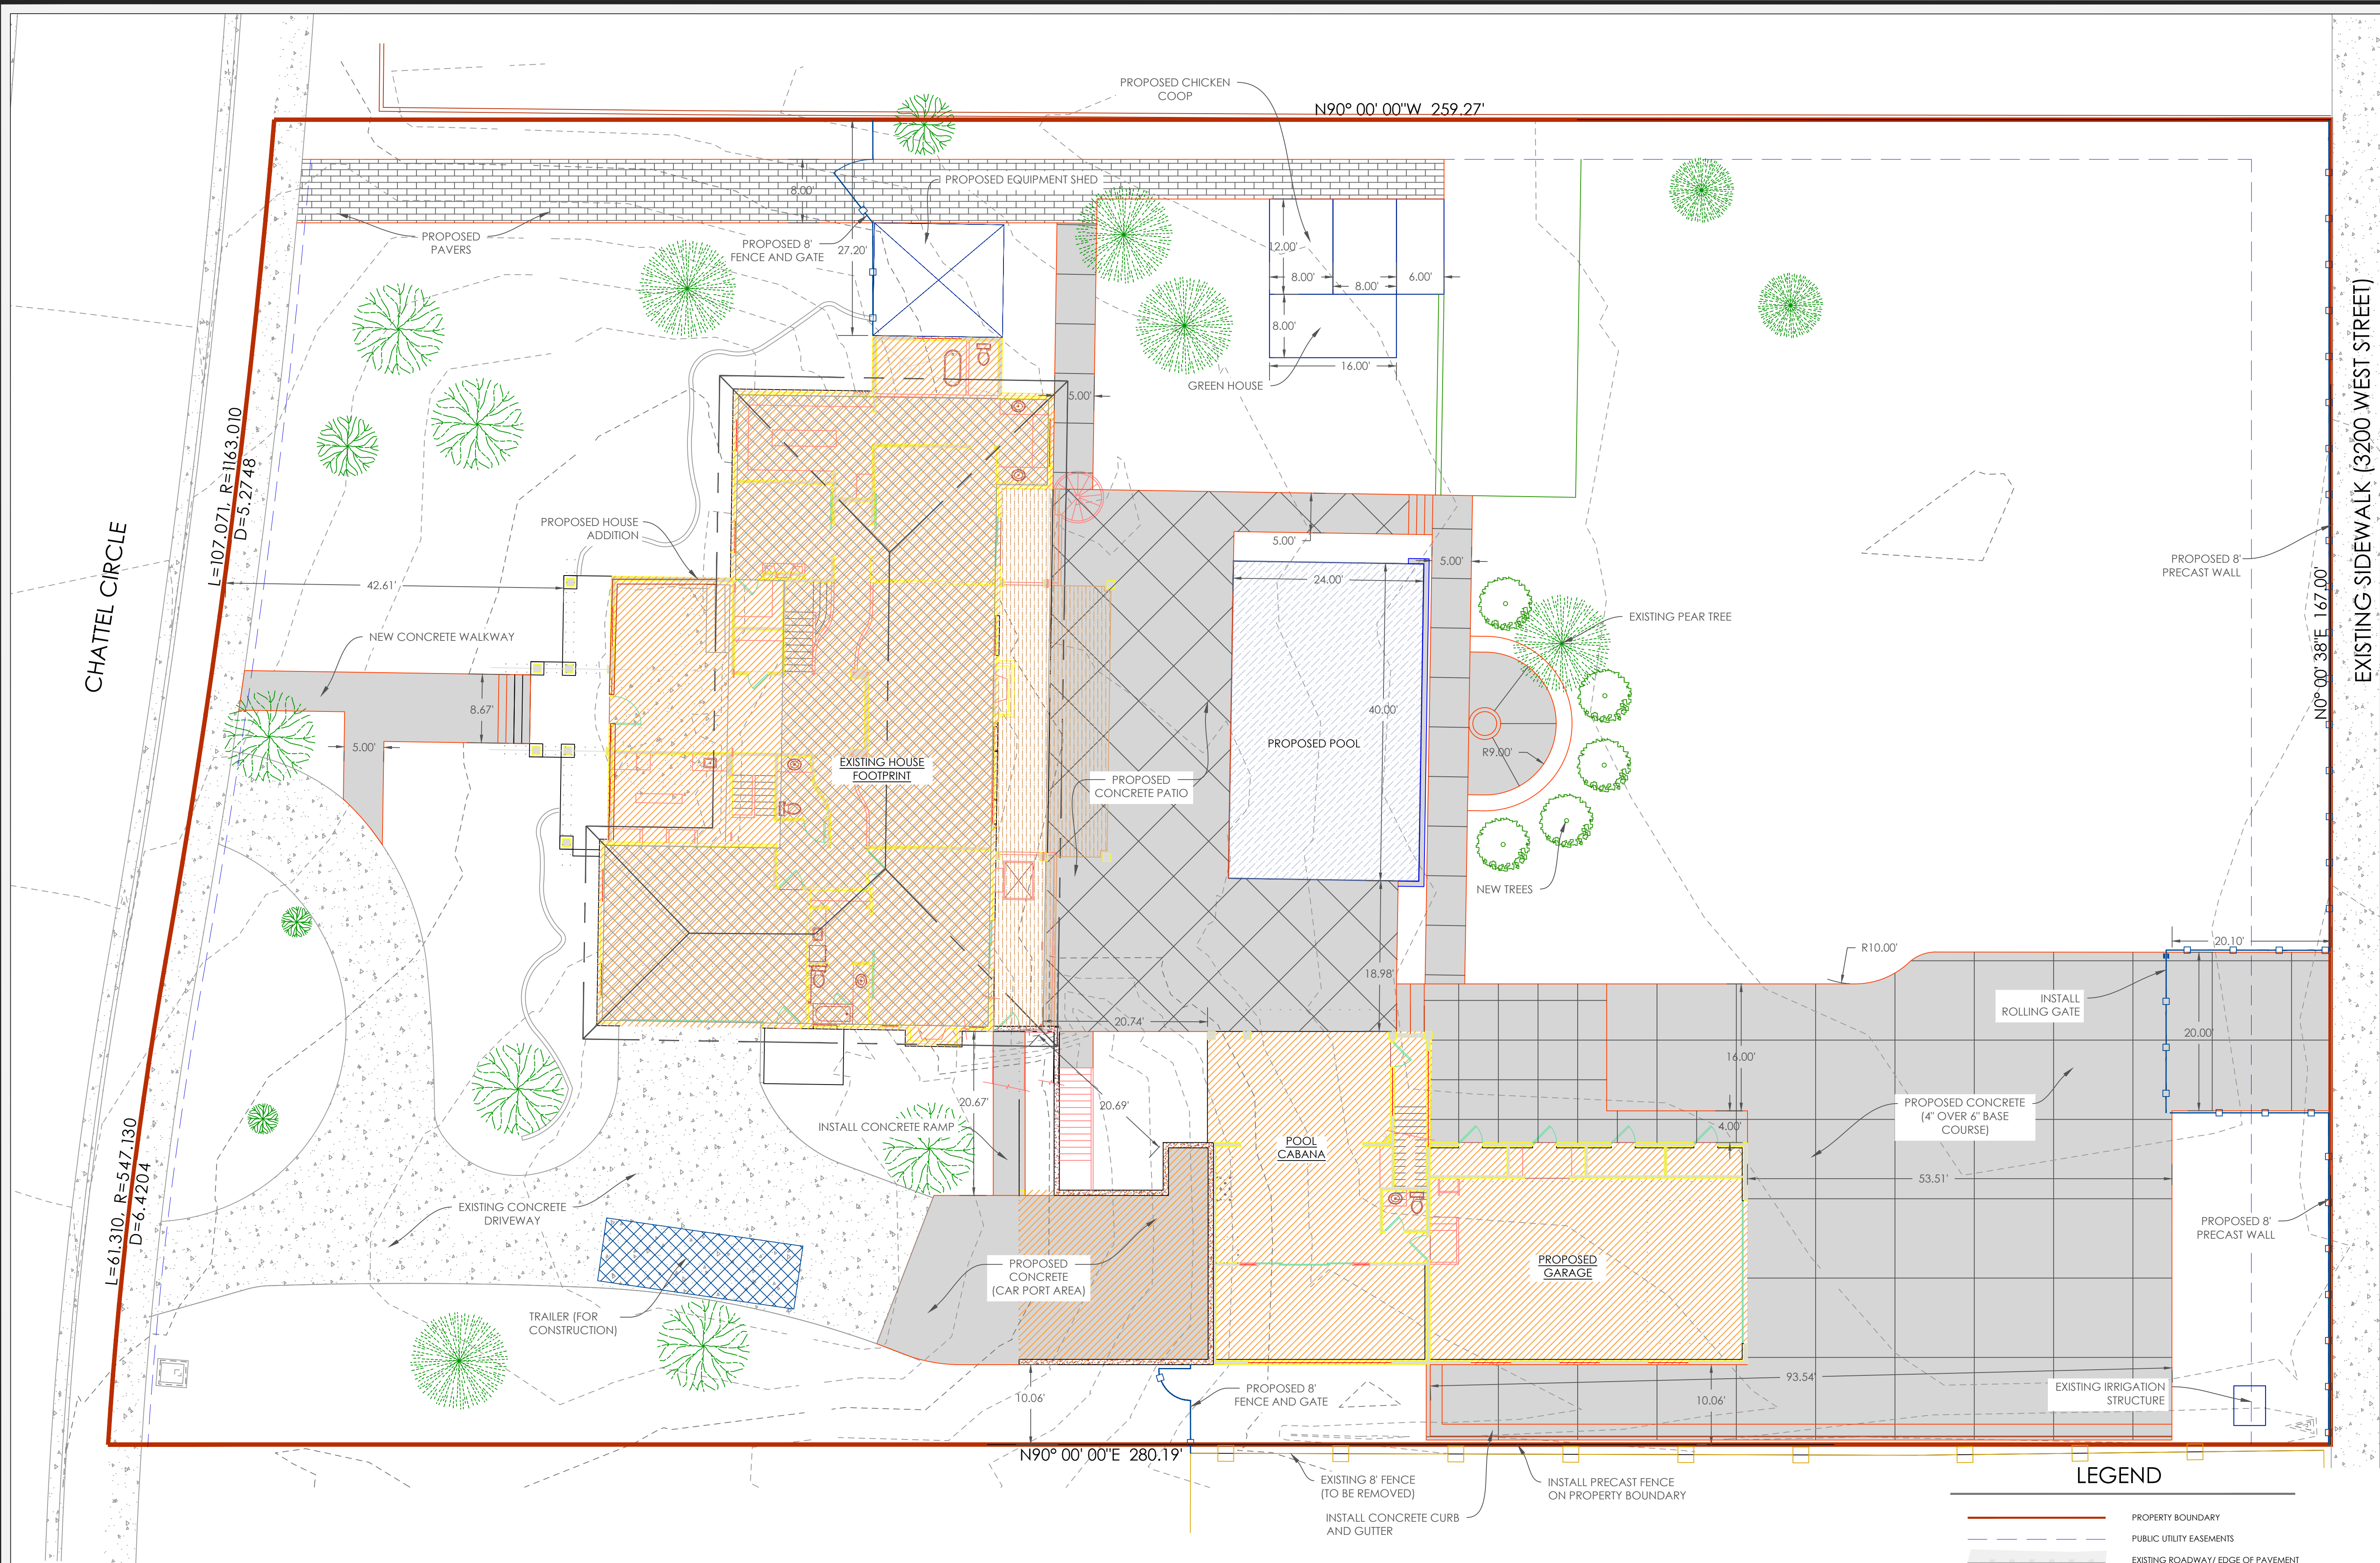 PROPOSED CHICKEN
COOP
N90° 00' 00"W 259.27'
PROPOSED EQUIPMENT SHED
8.00'
PROPOSED
PAVERS
PROPOSED 8'
FENCE AND GATE
27.20'
12.00'
8.00'
8.00'
6.00'
8.00'
16.00'
GREEN HOUSE
5.00'
EXISTING SIDEWALK (3200 WEST STREET)
L=107.071, R=1163.010
D=5.2748
CHATTEL CIRCLE
PROPOSED HOUSE
ADDITION
5.00'
24.00'
5.00'
PROPOSED 8'
PRECAST WALL
N0° 00' 38"E 167.00'
42.61'
NEW CONCRETE WALKWAY
EXISTING PEAR TREE
8.67'
5.00'
40.00'
PROPOSED POOL
R9.00'
EXISTING HOUSE
FOOTPRINT
PROPOSED
CONCRETE PATIO
NEW TREES
18.98'
R10.00'
20.10'
INSTALL
ROLLING GATE
20.00'
20.74'
16.00'
20.67'
20.69'
INSTALL CONCRETE RAMP
4.00'
PROPOSED CONCRETE
(4" OVER 6" BASE
COURSE)
POOL
CABANA
53.51'
L=61.310, R=547.130
D=6.4204
EXISTING CONCRETE
DRIVEWAY
PROPOSED 8'
PRECAST WALL
PROPOSED
CONCRETE
(CAR PORT AREA)
PROPOSED
GARAGE
TRAILER (FOR
CONSTRUCTION)
10.06'
PROPOSED 8'
FENCE AND GATE
93.54'
10.06'
EXISTING IRRIGATION
STRUCTURE
N90° 00' 00"E 280.19'
EXISTING 8' FENCE
(TO BE REMOVED)
INSTALL PRECAST FENCE
ON PROPERTY BOUNDARY
INSTALL CONCRETE CURB
AND GUTTER
LEGEND
PROPERTY BOUNDARY
PUBLIC UTILITY EASEMENTS
EXISTING ROADWAY/ EDGE OF PAVEMENT